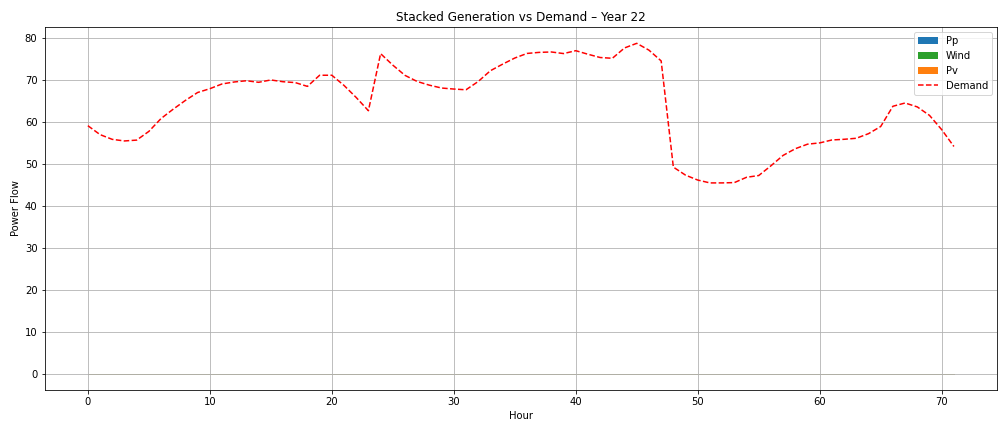 Stacked Generation vs Demand – Year 22
Pp
Wind
Pv
Demand
80
70
60
50
40
30
20
10
0
Power Flow
0 10 20 30 40 50 60 70
Hour